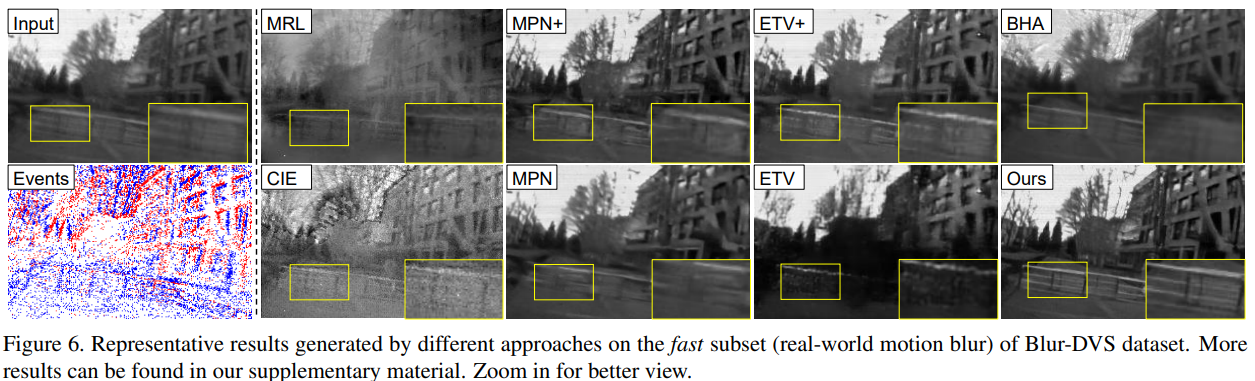 Input
MRL
MPN+
ETV+
BHA
Events
CIE
MPN
ETV
Ours
Figure 6. Representative results generated by different approaches on the fast subset (real-world motion blur) of Blur-DVS dataset. More
results can be found in our supplementary material. Zoom in for better view.